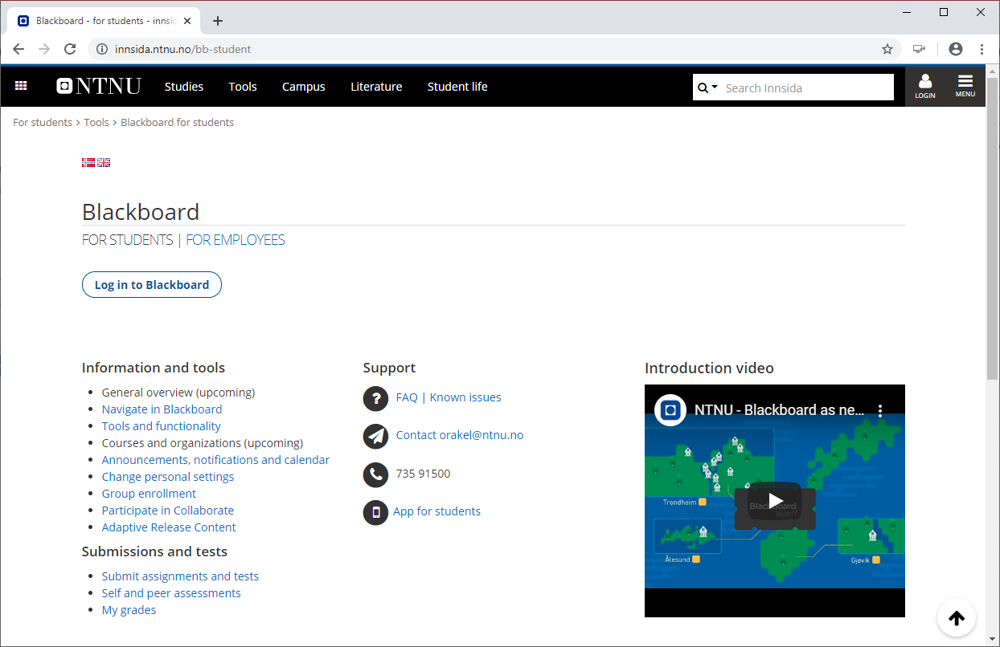 Blackboard - for students - innsi
innsida.ntnu.no/bb-student
NTNU Studies Tools Campus Literature Student life Search Innsida LOGIN MENU
For students > Tools > Blackboard for students
Blackboard
FOR STUDENTS | FOR EMPLOYEES
Log in to Blackboard
Information and tools
General overview (upcoming)
Navigate in Blackboard
Tools and functionality
Courses and organizations (upcoming)
Announcements, notifications and calendar
Change personal settings
Group enrollment
Participate in Collaborate
Adaptive Release Content
Submissions and tests
Submit assignments and tests
Self and peer assessments
My grades
Support
FAQ | Known issues
Contact orakel@ntnu.no
735 91500
App for students
Introduction video
NTNU - Blackboard as ne...
Trondheim
Blackboard
learn
Ålesund
Gjøvik